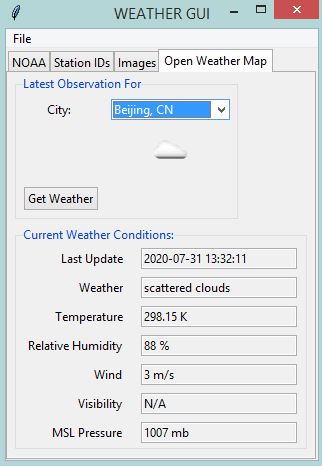 WEATHER GUI
File
NOAA Station IDs Images Open Weather Map
Latest Observation For
City: Beijing, CN
Get Weather
Current Weather Conditions:
Last Update 2020-07-31 13:32:11
Weather scattered clouds
Temperature 298.15 K
Relative Humidity 88 %
Wind 3 m/s
Visibility N/A
MSL Pressure 1007 mb